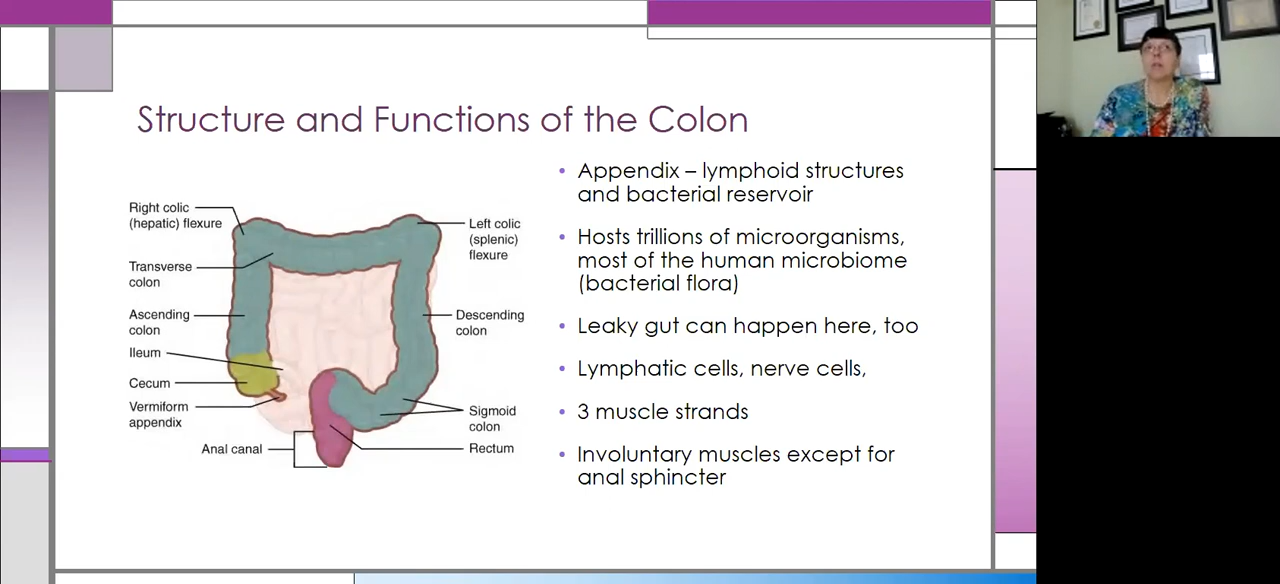 Structure and Functions of the Colon
Right colic
(hepatic) flexure
Transverse
colon
Ascending
colon
Ileum
Cecum
Vermiform
appendix
Anal canal
Left colic
(splenic)
flexure
Descending
colon
Sigmoid
colon
Rectum
• Appendix – lymphoid structures
and bacterial reservoir
• Hosts trillions of microorganisms,
most of the human microbiome
(bacterial flora)
• Leaky gut can happen here, too
• Lymphatic cells, nerve cells,
• 3 muscle strands
• Involuntary muscles except for
anal sphincter